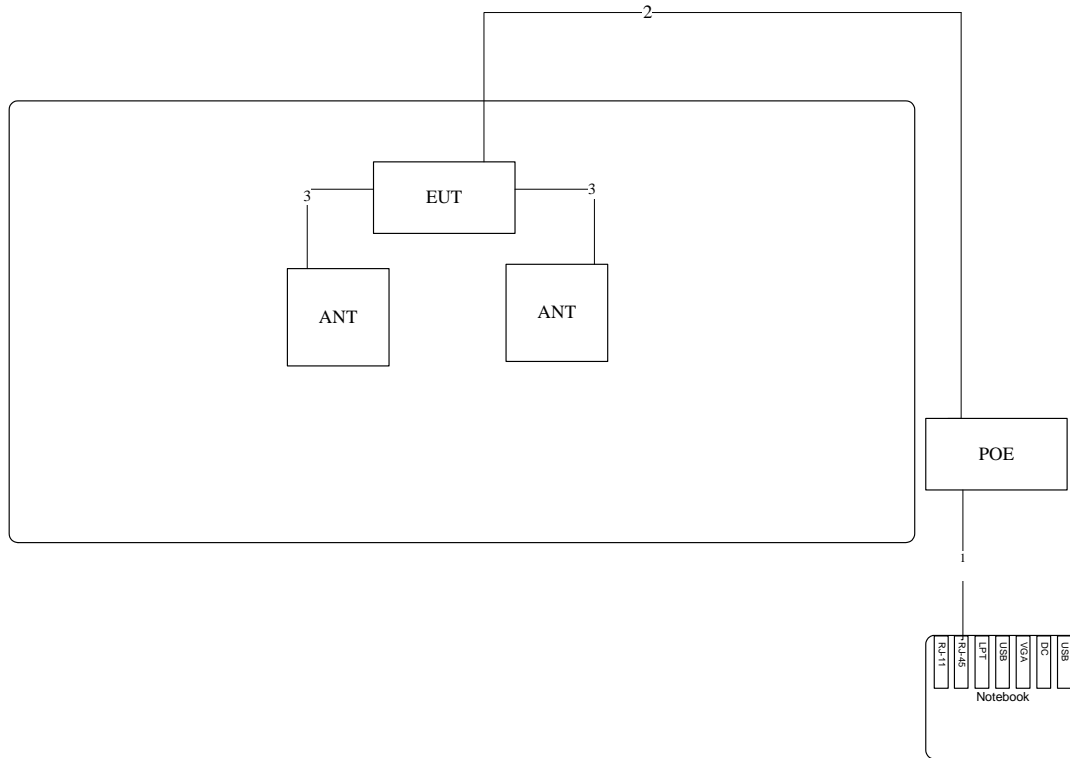 2
EUT
3
3
ANT
ANT
POE
1
RJ-11
RJ-45
LPT
USB
VGA
DC
USB
Notebook